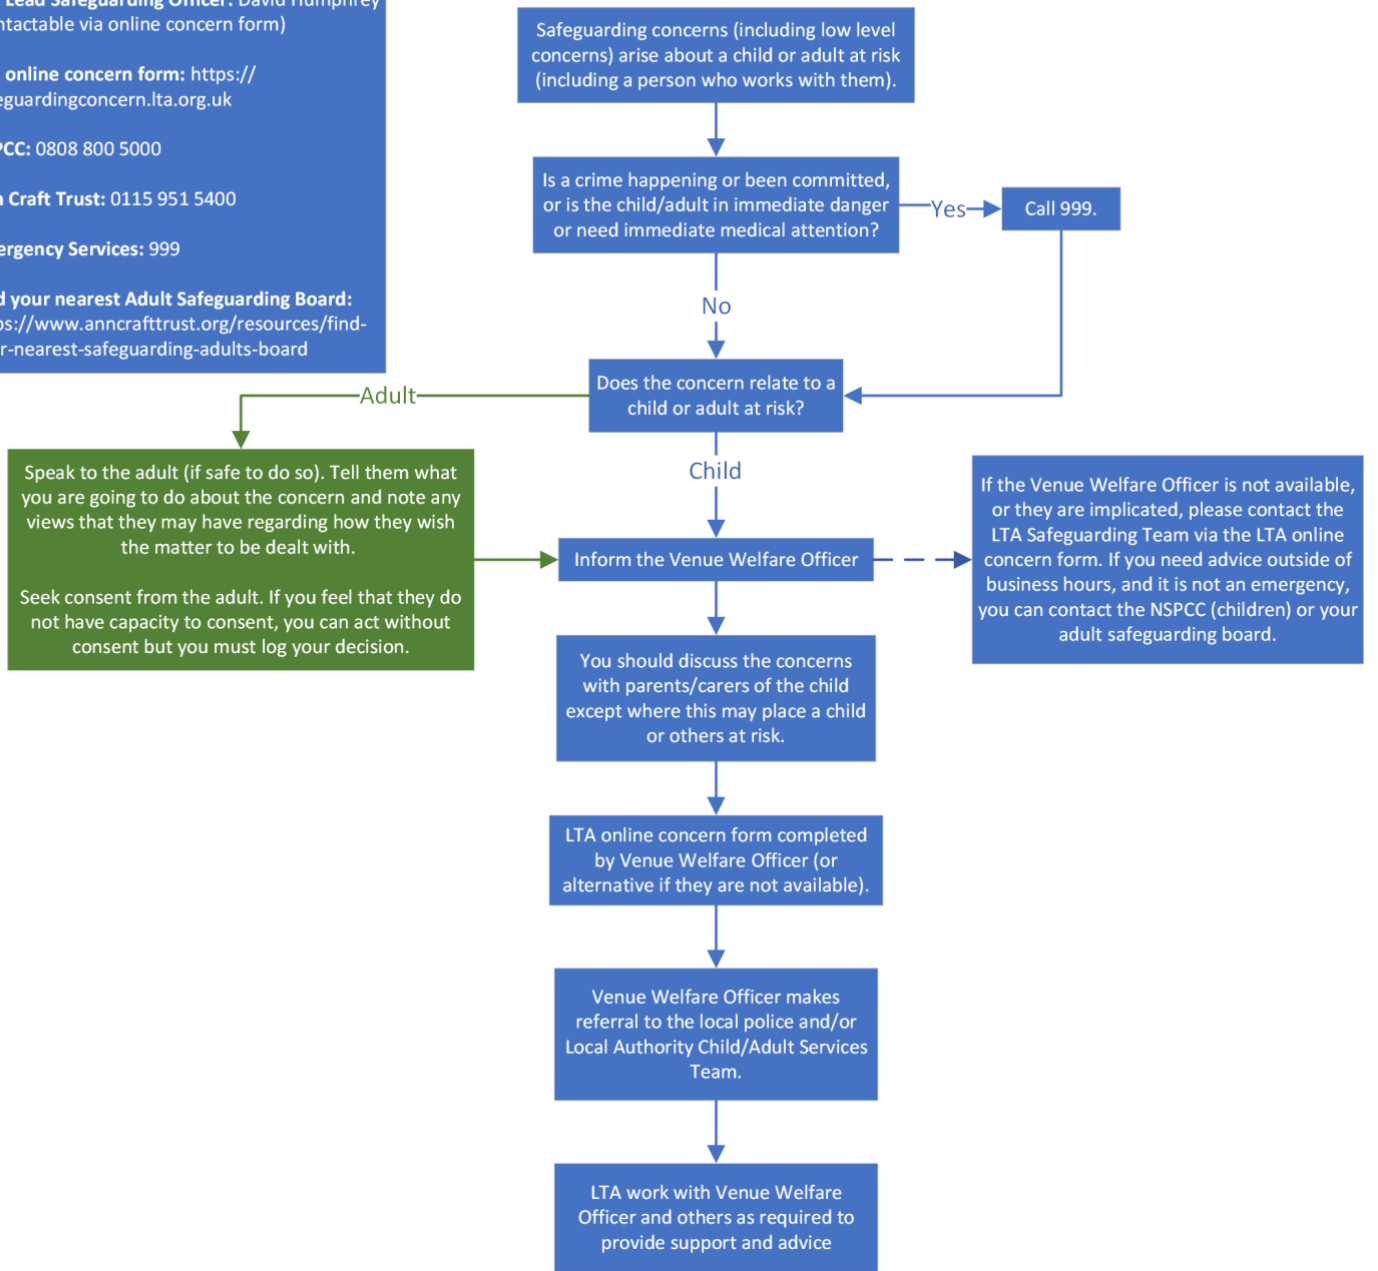 Lead Safeguarding Officer: David Humphrey
online concern form)
online concern form: https://
eguardingconcern.lta.org.uk
CC: 0808 800 5000
Craft Trust: 0115 951 5400
ergency Services: 999
your nearest Adult Safeguarding Board:
os://www.anncrafttrust.org/resources/find-
r-nearest-safeguarding-adults-board
Safeguarding concerns (including low level
concerns) arise about a child or adult at risk
(including a person who works with them).
Is a crime happening or been committed,
or is the child/adult in immediate danger
or need immediate medical attention?
Yes
Call 999.
No
Does the concern relate to a
child or adult at risk?
Adult
Child
Speak to the adult (if safe to do so). Tell them what
you are going to do about the concern and note any
views that they may have regarding how they wish
the matter to be dealt with.
Seek consent from the adult. If you feel that they do
not have capacity to consent, you can act without
consent but you must log your decision.
Inform the Venue Welfare Officer
If the Venue Welfare Officer is not available,
or they are implicated, please contact the
LTA Safeguarding Team via the LTA online
concern form. If you need advice outside of
business hours, and it is not an emergency,
you can contact the NSPCC (children) or your
adult safeguarding board.
You should discuss the concerns
with parents/carers of the child
except where this may place a child
or others at risk.
LTA online concern form completed
by Venue Welfare Officer (or
alternative if they are not available).
Venue Welfare Officer makes
referral to the local police and/or
Local Authority Child/Adult Services
Team.
LTA work with Venue Welfare
Officer and others as required to
provide support and advice